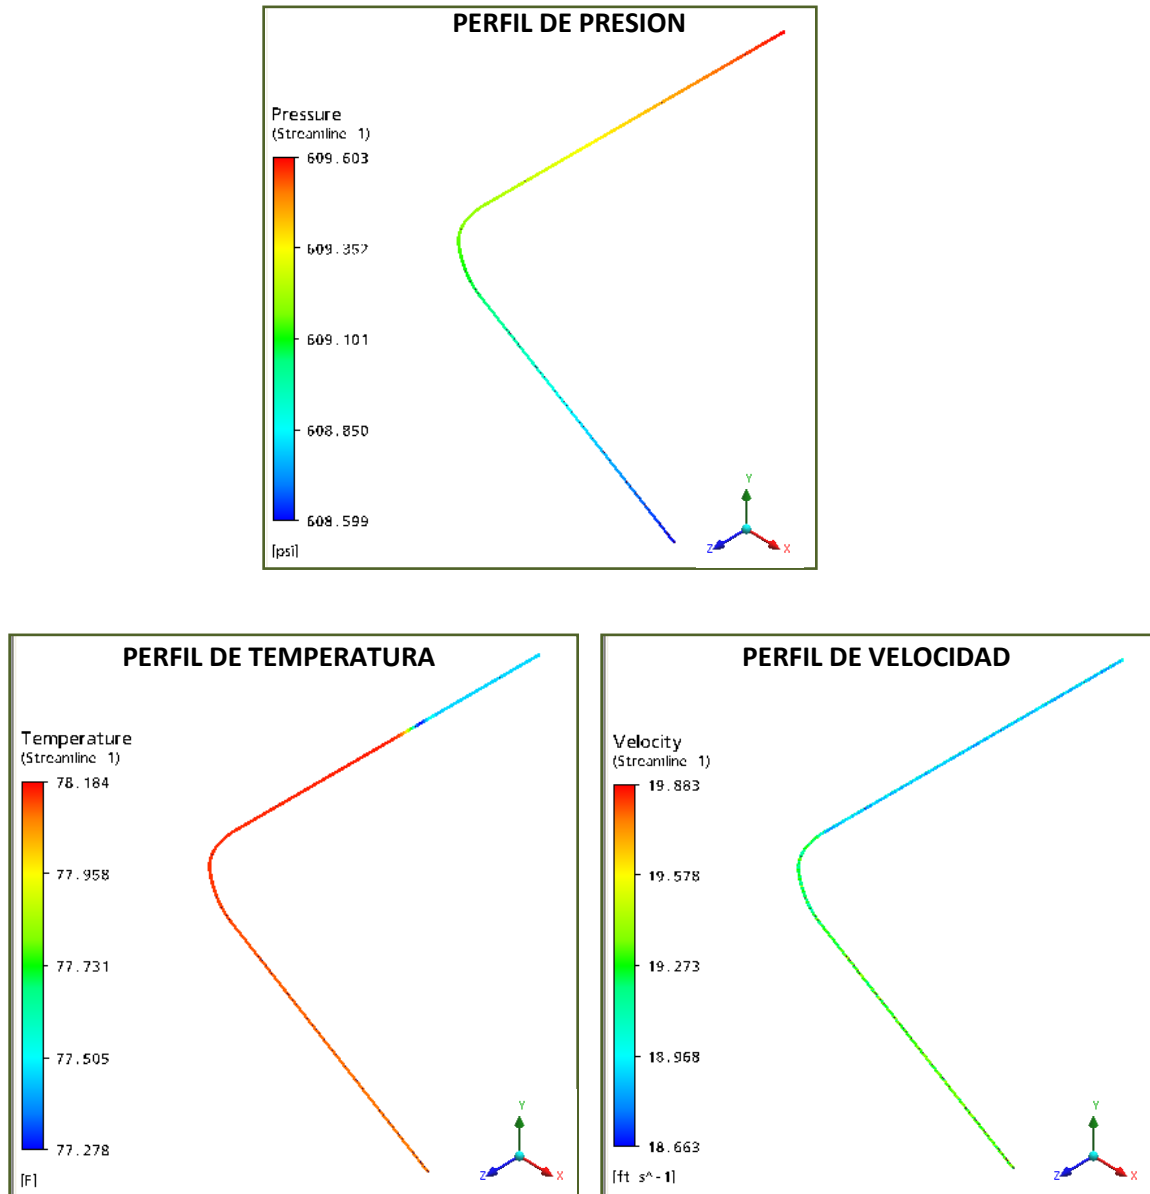 PERFIL DE PRESION
Pressure
(Streamline 1)
609.603
609.352
609.101
608.850
608.599
[psi]
Y
Z
X
PERFIL DE TEMPERATURA
Temperature
(Streamline 1)
78.184
77.958
77.731
77.505
77.278
[F]
Y
Z
X
PERFIL DE VELOCIDAD
Velocity
(Streamline 1)
19.883
19.578
19.273
18.968
18.663
[ft s^-1]
Y
Z
X